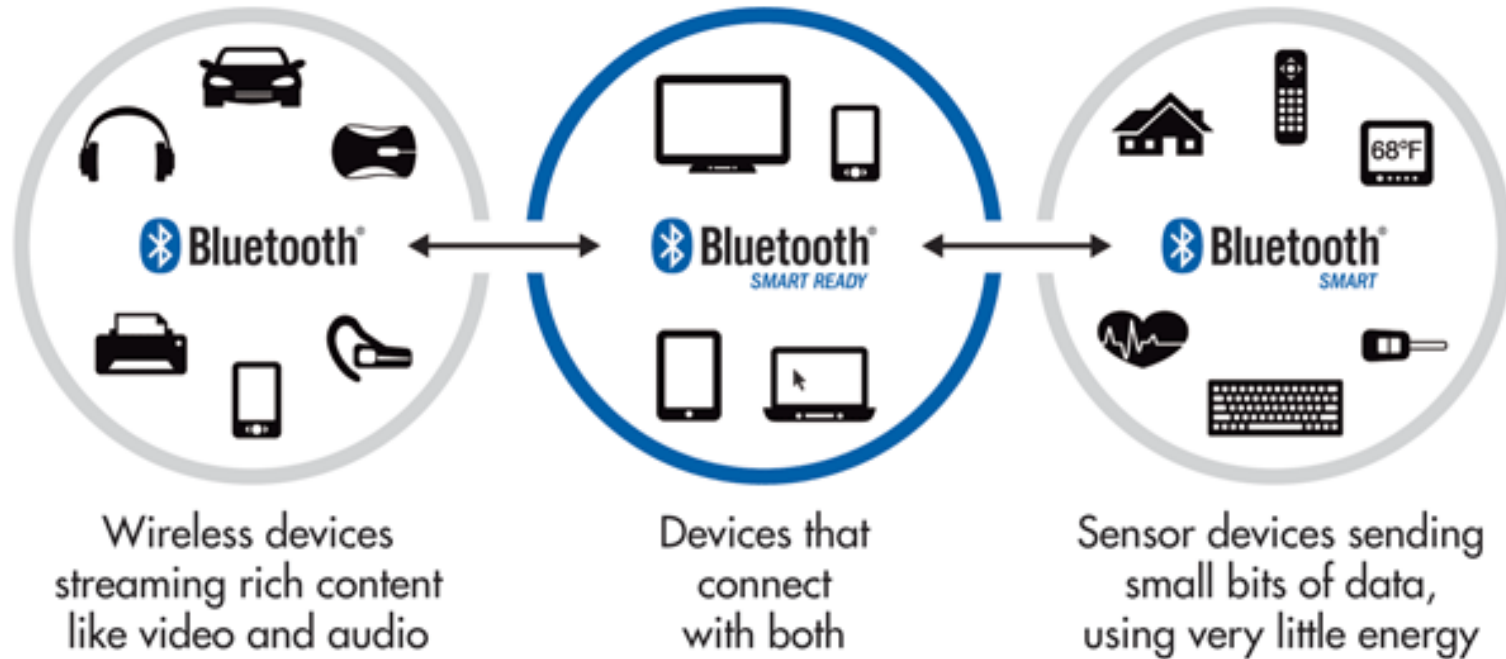 68°F
Bluetooth®
Bluetooth®
SMART READY
Bluetooth®
SMART
Wireless devices
streaming rich content
like video and audio
Devices that
connect
with both
Sensor devices sending
small bits of data,
using very little energy